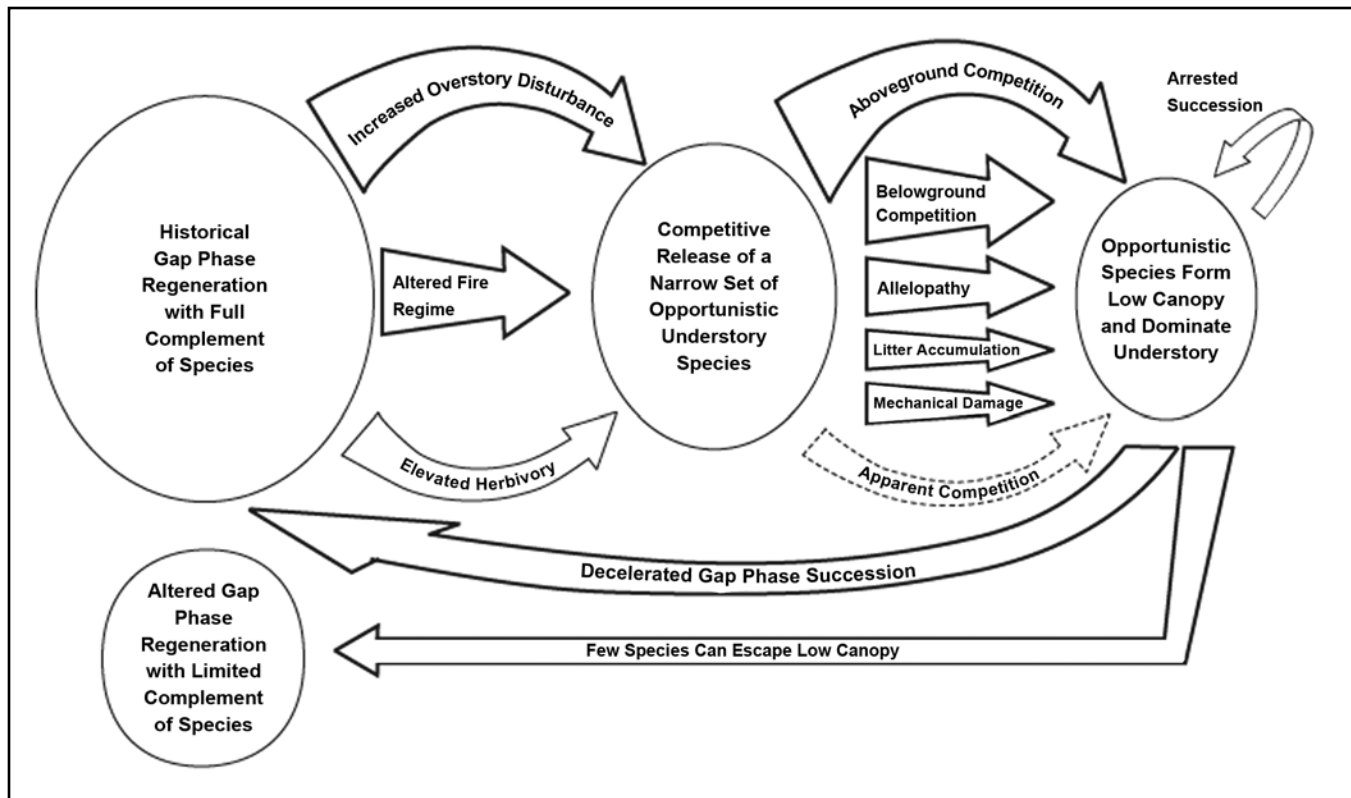 Increased Overstory Disturbance
Aboveground Competition
Arrested
Succession
Historical
Gap Phase
Regeneration
with Full
Complement
of Species
Altered Fire
Regime
Elevated Herbivory
Competitive
Release of a
Narrow Set of
Opportunistic
Understory
Species
Belowground
Competition
Allelopathy
Litter Accumulation
Mechanical Damage
Apparent Competition
Opportunistic
Species Form
Low Canopy
and Dominate
Understory
Decelerated Gap Phase Succession
Few Species Can Escape Low Canopy
Altered Gap
Phase
Regeneration
with Limited
Complement
of Species